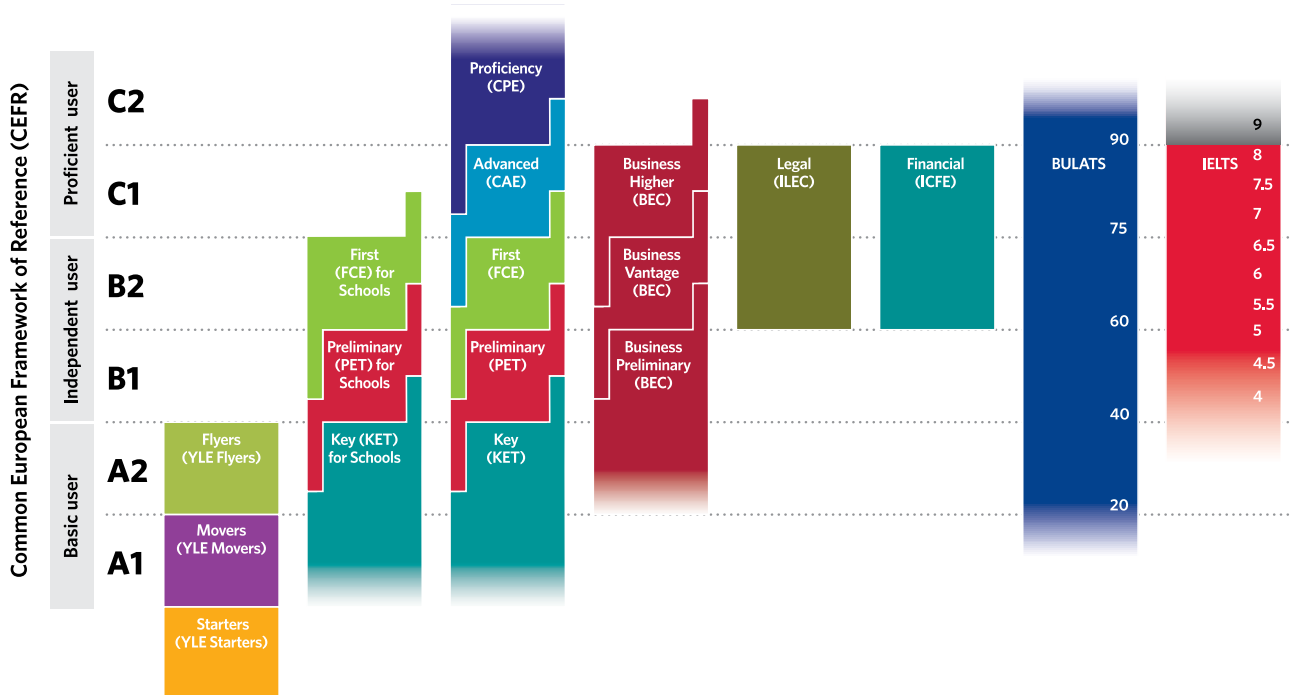 Common European Framework of Reference (CEFR)
Proficient user
Independent user
Basic user
C2
C1
B2
B1
A2
A1
Flyers
(YLE Flyers)
Movers
(YLE Movers)
Starters
(YLE Starters)
First
(FCE) for
Schools
Preliminary
(PET) for
Schools
Key (KET)
for Schools
Proficiency
(CPE)
Advanced
(CAE)
First
(FCE)
Preliminary
(PET)
Key
(KET)
Business
Higher
(BEC)
Business
Vantage
(BEC)
Business
Preliminary
(BEC)
Legal
(ILEC)
Financial
(ICFE)
BULATS
90
75
60
40
20
IELTS
9
8
7.5
7
6.5
6
5.5
5
4.5
4